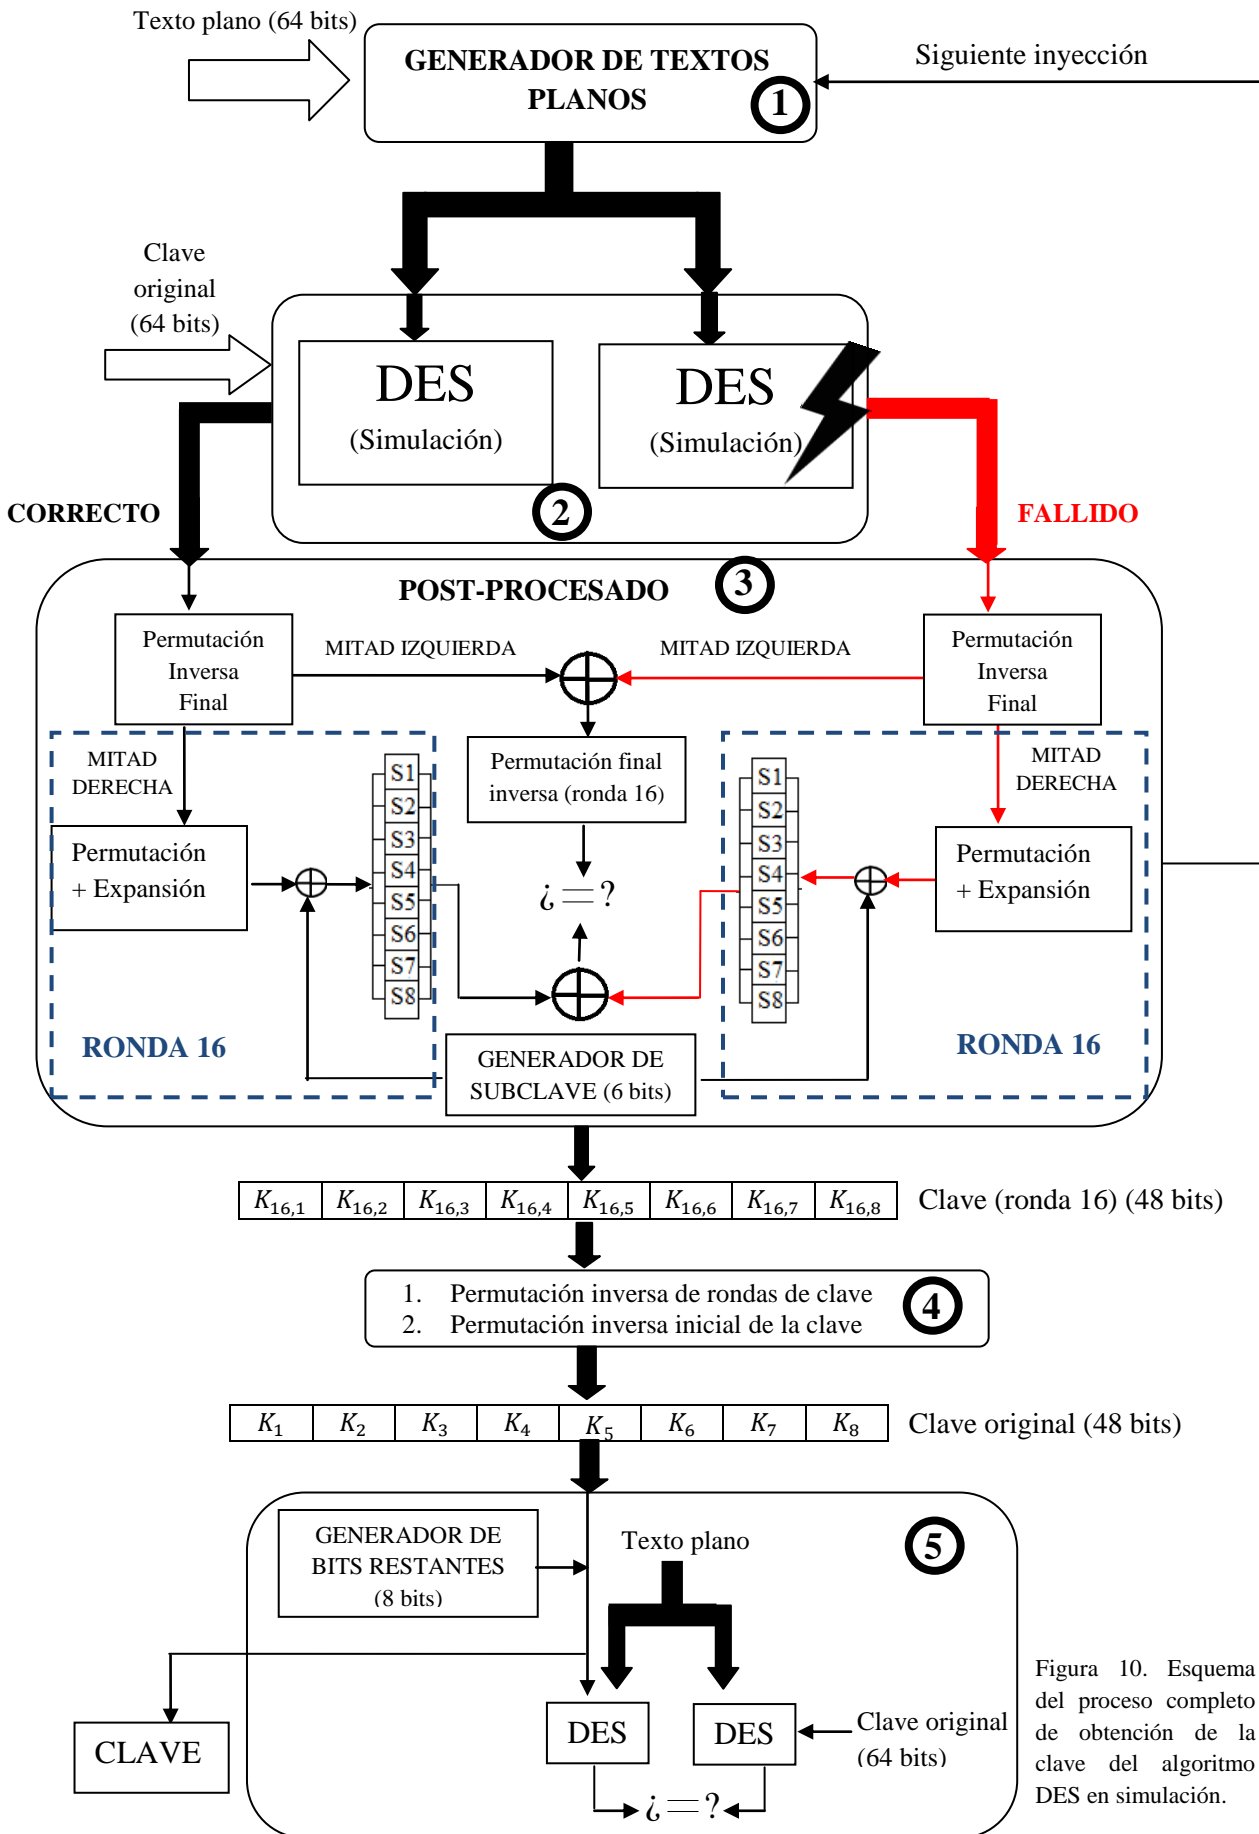 Texto plano (64 bits)
GENERADOR DE TEXTOS
PLANOS
1
Siguiente inyección
Clave
original
(64 bits)
DES
(Simulación)
DES
(Simulación)
2
CORRECTO
FALLIDO
POST-PROCESADO
3
Permutación
Inversa
Final
MITAD IZQUIERDA
MITAD IZQUIERDA
Permutación
Inversa
Final
MITAD
DERECHA
Permutación final
inversa (ronda 16)
MITAD
DERECHA
S1
S2
S3
S4
S5
S6
S7
S8
S1
S2
S3
S4
S5
S6
S7
S8
Permutación
+ Expansión
¿=?
Permutación
+ Expansión
RONDA 16
GENERADOR DE
SUBCLAVE (6 bits)
RONDA 16
K16,1 K16,2 K16,3 K16,4 K16,5 K16,6 K16,7 K16,8 Clave (ronda 16) (48 bits)
1. Permutación inversa de rondas de clave
2. Permutación inversa inicial de la clave
4
K1 K2 K3 K4 K5 K6 K7 K8 Clave original (48 bits)
GENERADOR DE
BITS RESTANTES
(8 bits)
Texto plano
5
DES
DES
Clave original
(64 bits)
CLAVE
¿=?
Figura 10. Esquema
del proceso completo
de obtención de la
clave del algoritmo
DES en simulación.